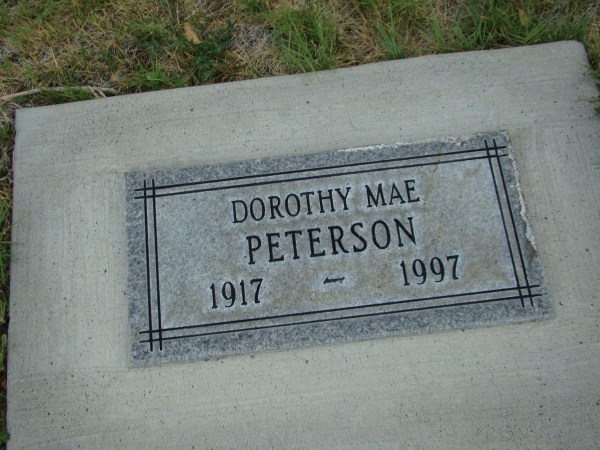 DOROTHY MAE
PETERSON
1917 - 1997